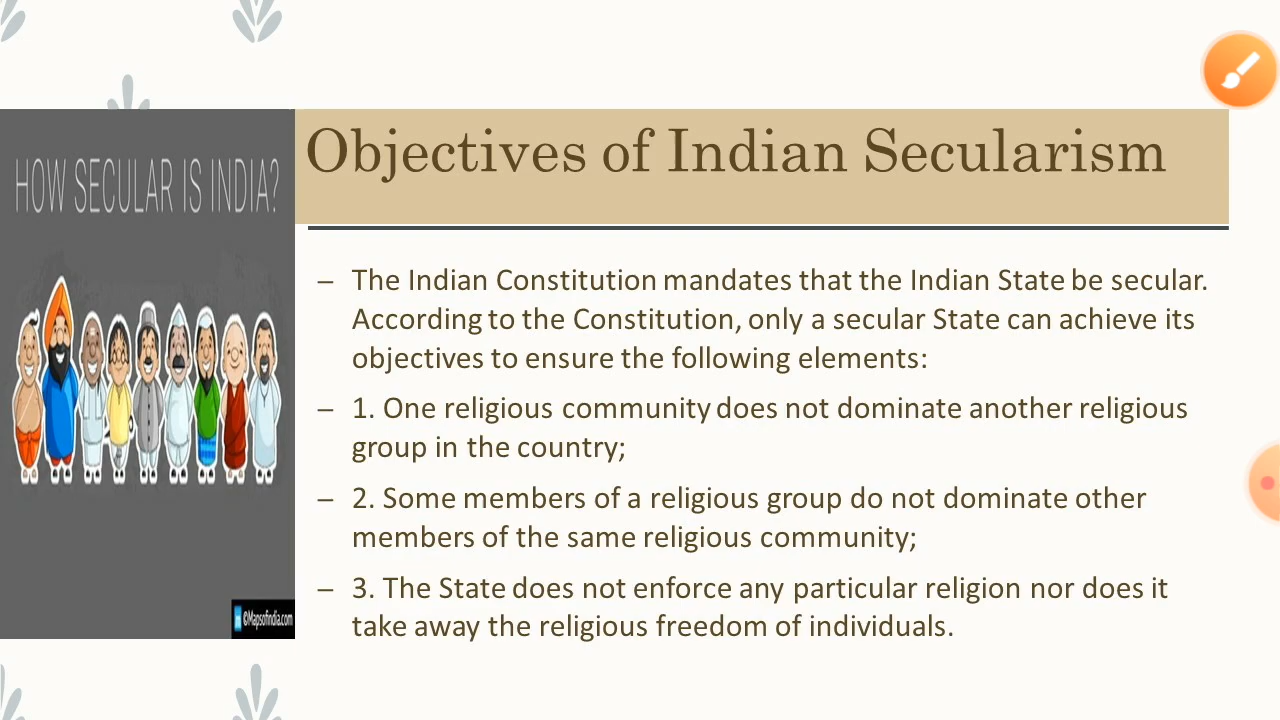 Objectives of Indian Secularism
HOW SECULAR IS INDIA?
– The Indian Constitution mandates that the Indian State be secular.
According to the Constitution, only a secular State can achieve its
objectives to ensure the following elements:
– 1. One religious community does not dominate another religious
group in the country;
– 2. Some members of a religious group do not dominate other
members of the same religious community;
– 3. The State does not enforce any particular religion nor does it
take away the religious freedom of individuals.
©Mapsofindia.com